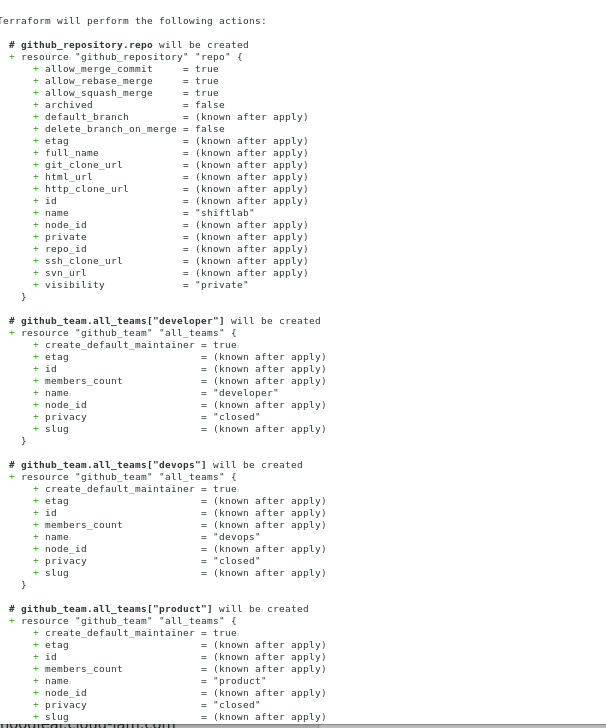 Terraform will perform the following actions:
# github_repository.repo will be created
+ resource "github_repository" "repo" {
+ allow_merge_commit = true
+ allow_rebase_merge = true
+ allow_squash_merge = true
+ archived = false
+ default_branch = (known after apply)
+ delete_branch_on_merge = false
+ etag = (known after apply)
+ full_name = (known after apply)
+ git_clone_url = (known after apply)
+ html_url = (known after apply)
+ http_clone_url = (known after apply)
+ id = (known after apply)
+ name = "shiftlab"
+ node_id = (known after apply)
+ private = (known after apply)
+ repo_id = (known after apply)
+ ssh_clone_url = (known after apply)
+ svn_url = (known after apply)
+ visibility = "private"
}
# github_team.all_teams["developer"] will be created
+ resource "github_team" "all_teams" {
+ create_default_maintainer = true
+ etag = (known after apply)
+ id = (known after apply)
+ members_count = (known after apply)
+ name = "developer"
+ node_id = (known after apply)
+ privacy = "closed"
+ slug = (known after apply)
}
# github_team.all_teams["devops"] will be created
+ resource "github_team" "all_teams" {
+ create_default_maintainer = true
+ etag = (known after apply)
+ id = (known after apply)
+ members_count = (known after apply)
+ name = "devops"
+ node_id = (known after apply)
+ privacy = "closed"
+ slug = (known after apply)
}
# github_team.all_teams["product"] will be created
+ resource "github_team" "all_teams" {
+ create_default_maintainer = true
+ etag = (known after apply)
+ id = (known after apply)
+ members_count = (known after apply)
+ name = "product"
+ node_id = (known after apply)
+ privacy = "closed"
+ slug = (known after apply)